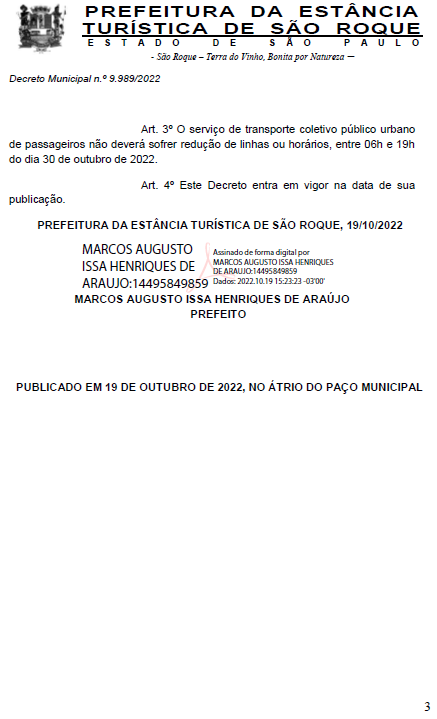 PREFEITURA DA ESTÂNCIA
TURÍSTICA DE SÃO ROQUE
ESTADO DE SÃO PAULO
- São Roque – Terra do Vinho, Bonita por Natureza –
Decreto Municipal n.º 9.989/2022
Art. 3º O serviço de transporte coletivo público urbano
de passageiros não deverá sofrer redução de linhas ou horários, entre 06h e 19h
do dia 30 de outubro de 2022.
Art. 4º Este Decreto entra em vigor na data de sua
publicação.
PREFEITURA DA ESTÂNCIA TURÍSTICA DE SÃO ROQUE, 19/10/2022
MARCOS AUGUSTO
ISSA HENRIQUES DE
ARAUJO:14495849859
Assinado de forma digital por
MARCOS AUGUSTO ISSA HENRIQUES
DE ARAUJO:14495849859
Dados: 2022.10.19 15:23:23 -03'00'
MARCOS AUGUSTO ISSA HENRIQUES DE ARAÚJO
PREFEITO
PUBLICADO EM 19 DE OUTUBRO DE 2022, NO ÁTRIO DO PAÇO MUNICIPAL
3